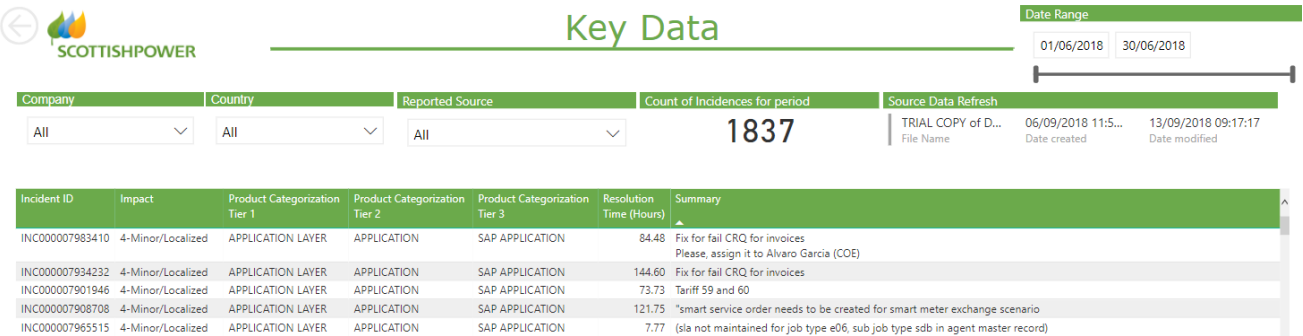 Key Data
SCOTTISHPOWER
Date Range
01/06/2018 30/06/2018
Company Country Reported Source Count of Incidences for period Source Data Refresh
All All All 1837 TRIAL COPY of D... 06/09/2018 11:5... 13/09/2018 09:17:17
File Name Date created Date modified
Incident ID Impact Product Categorization Product Categorization Product Categorization Resolution Summary
Tier 1 Tier 2 Tier 3 Time (Hours)
INC000007983410 4-Minor/Localized APPLICATION LAYER APPLICATION SAP APPLICATION 84.48 Fix for fail CRQ for invoices
Please, assign it to Alvaro Garcia (COE)
INC000007934232 4-Minor/Localized APPLICATION LAYER APPLICATION SAP APPLICATION 144.60 Fix for fail CRQ for invoices
INC000007901946 4-Minor/Localized APPLICATION LAYER APPLICATION SAP APPLICATION 73.73 Tariff 59 and 60
INC000007908708 4-Minor/Localized APPLICATION LAYER APPLICATION SAP APPLICATION 121.75 "smart service order needs to be created for smart meter exchange scenario
INC000007965515 4-Minor/Localized APPLICATION LAYER APPLICATION SAP APPLICATION 7.77 (sla not maintained for job type e06, sub job type sdb in agent master record)